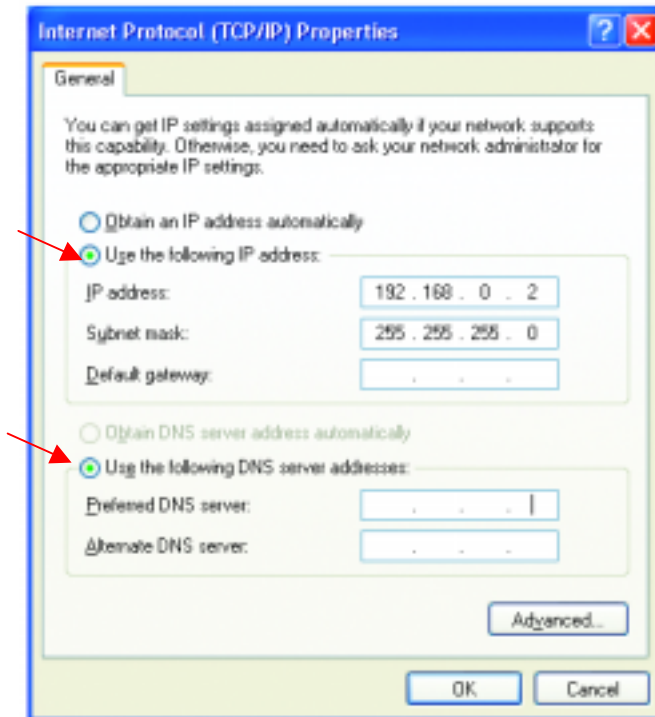 Internet Protocol (TCP/IP) Properties
General
You can get IP settings assigned automatically if your network supports
this capability. Otherwise, you need to ask your network administrator for
the appropriate IP settings.
Obtain an IP address automatically
Use the following IP address:
IP address: 192 . 168 . 0 . 2
Subnet mask: 255 . 255 . 255 . 0
Default gateway: . . .
Obtain DNS server address automatically
Use the following DNS server addresses:
Preferred DNS server: . . .
Alternate DNS server: . . .
Advanced...
OK Cancel